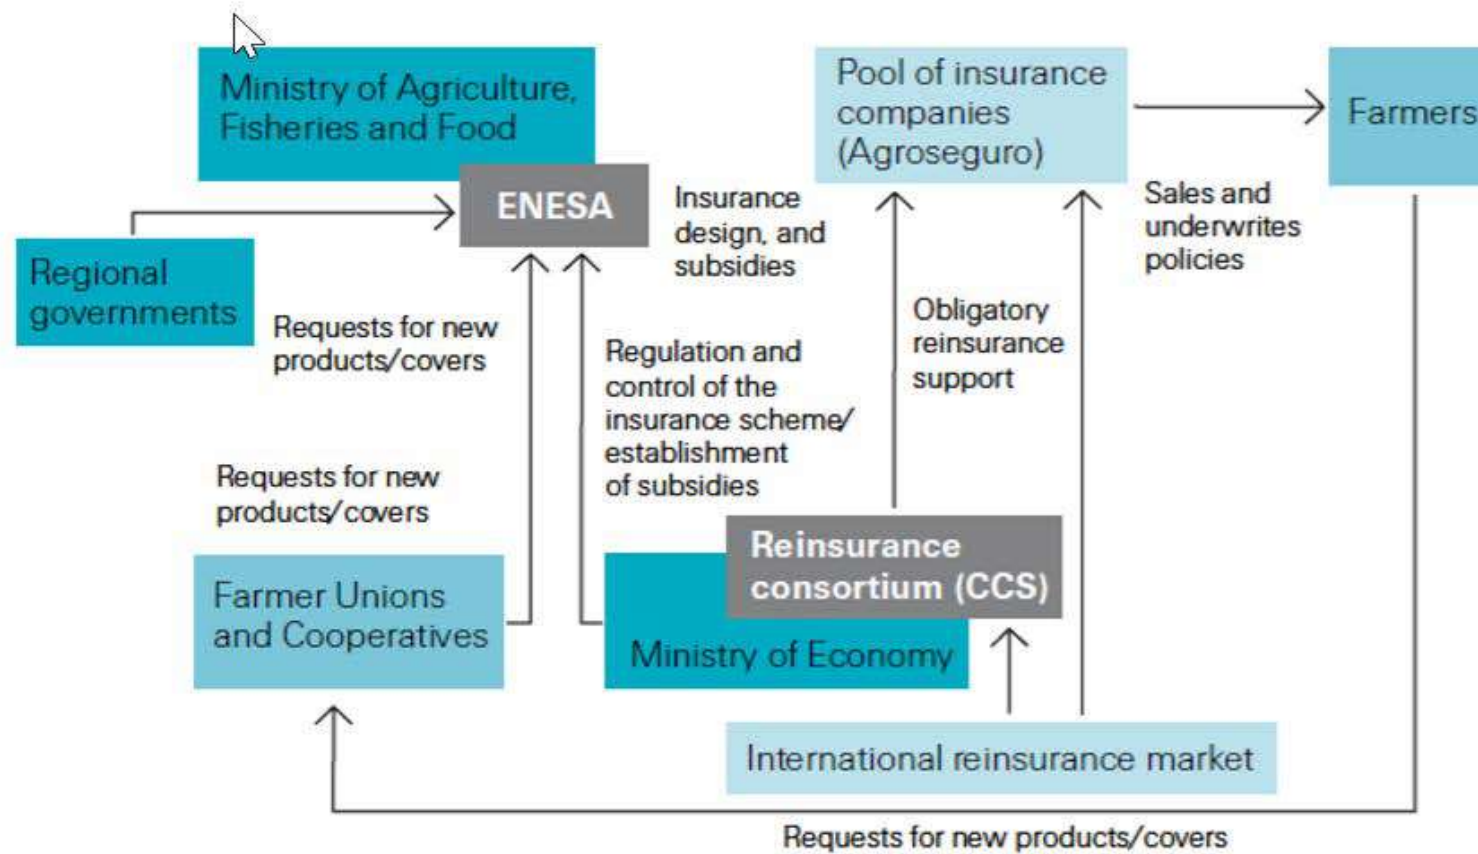 Ministry of Agriculture,
Fisheries and Food
ENESA
Insurance
design, and
subsidies
Pool of insurance
companies
(Agroseguro)
Farmers
Sales and
underwrites
policies
Regional
governments
Requests for new
products/covers
Regulation and
control of the
insurance scheme/
establishment
of subsidies
Obligatory
reinsurance
support
Requests for new
products/covers
Farmer Unions
and Cooperatives
Reinsurance
consortium (CCS)
Ministry of Economy
International reinsurance market
Requests for new products/covers